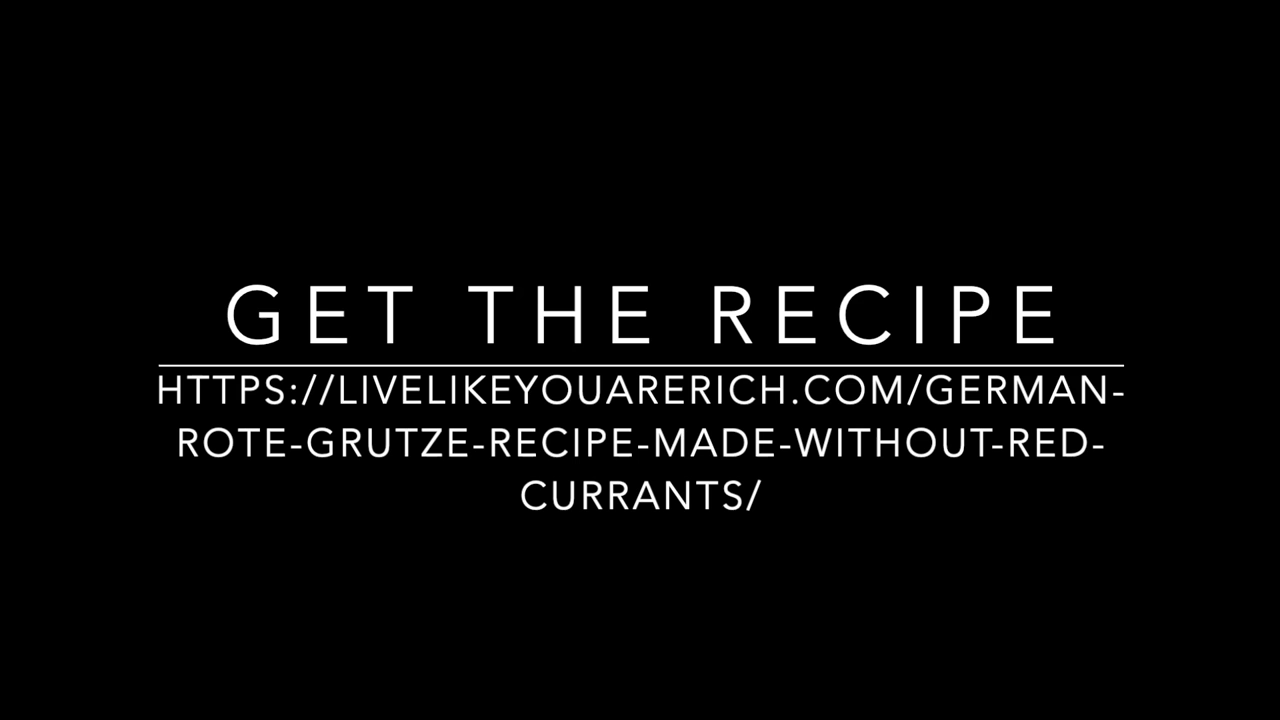 GET THE RECIPE
HTTPS://LIVELIKEYOUARERICH.COM/GERMAN-
ROTE-GRUTZE-RECIPE-MADE-WITHOUT-RED-
CURRANTS/